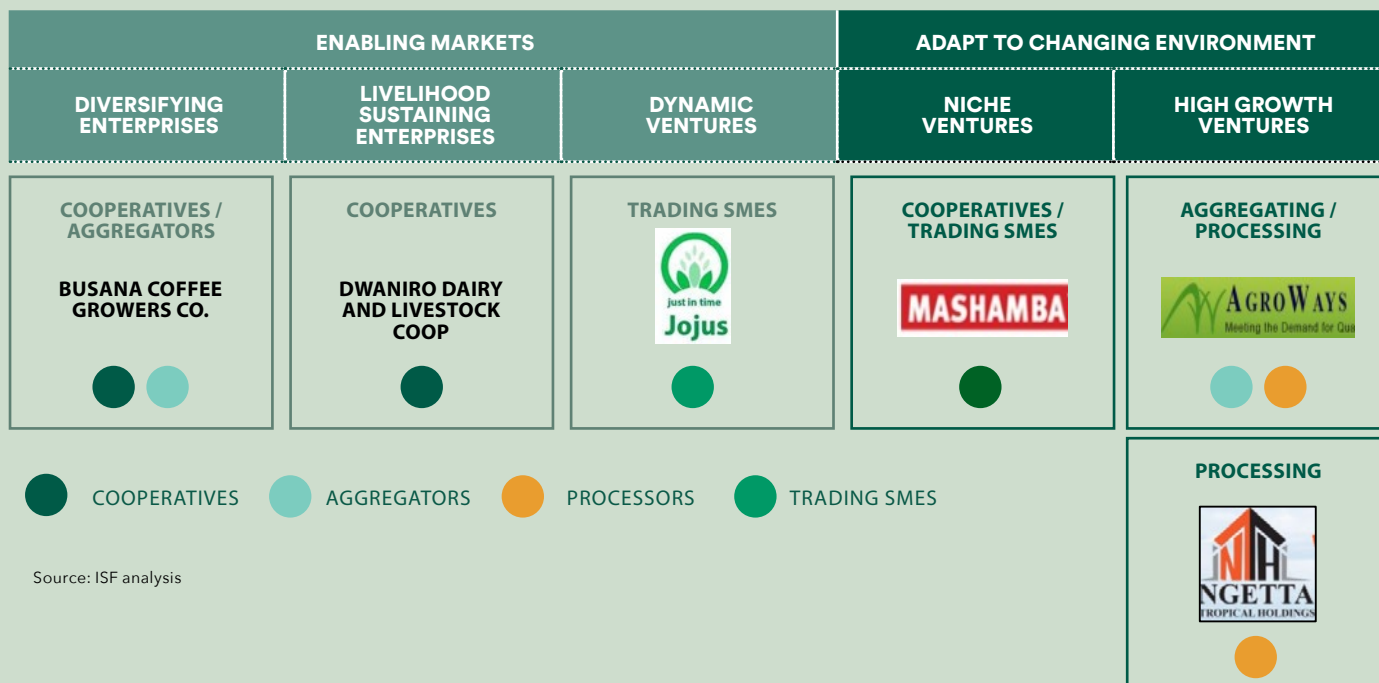 ENABLING MARKETS
ADAPT TO CHANGING ENVIRONMENT
DIVERSIFYING
ENTERPRISES
LIVELIHOOD
SUSTAINING
ENTERPRISES
DYNAMIC
VENTURES
NICHE
VENTURES
HIGH GROWTH
VENTURES
COOPERATIVES /
AGGREGATORS
BUSANA COFFEE
GROWERS CO.
COOPERATIVES
DWANIRO DAIRY
AND LIVESTOCK
COOP
TRADING SMES
just in time
Jojus
COOPERATIVES /
TRADING SMES
MASHAMBA
AGGREGATING /
PROCESSING
AGROWAYS
Meeting the Demand for Qua
PROCESSING
NTH
NGETTA
TROPICAL HOLDINGS
COOPERATIVES
AGGREGATORS
PROCESSORS
TRADING SMES
Source: ISF analysis